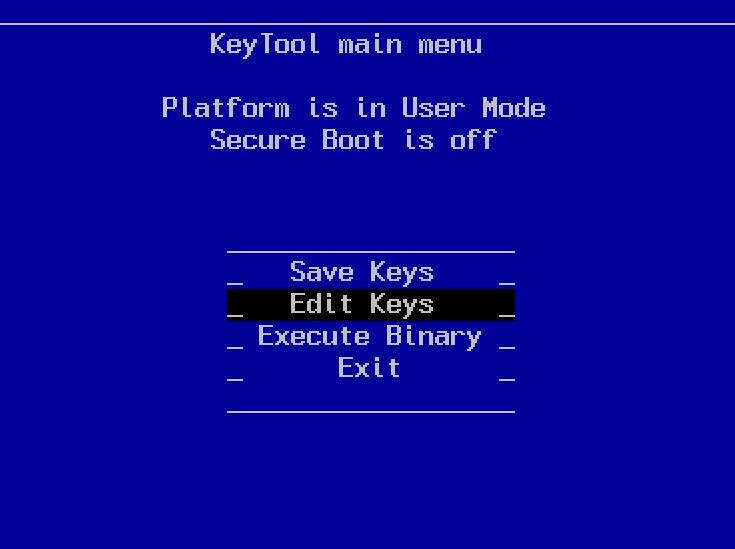 KeyTool main menu
Platform is in User Mode
Secure Boot is off
_ Save Keys _
_ Edit Keys _
_ Execute Binary _
_ Exit _